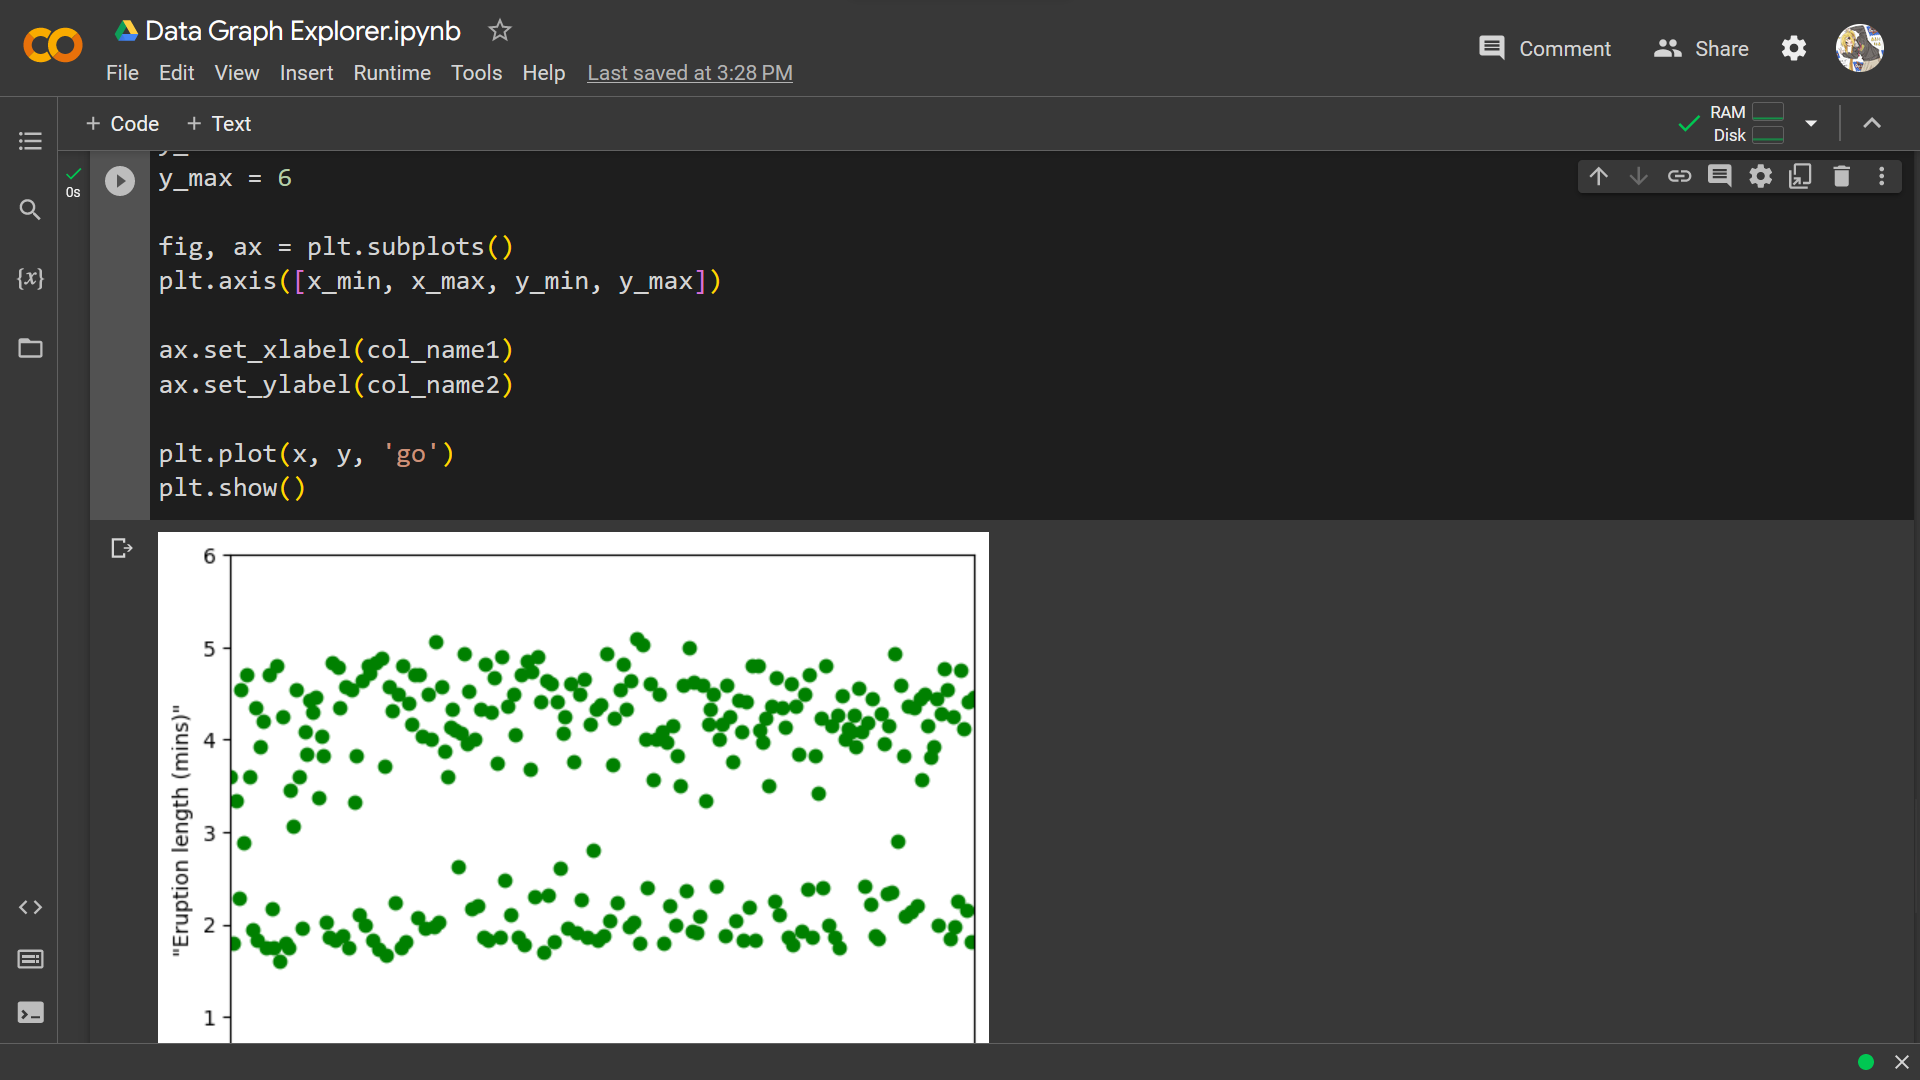 Data Graph Explorer.ipynb
File Edit View Insert Runtime Tools Help Last saved at 3:28 PM
Comment Share
+ Code + Text
RAM
Disk
0s
y_max = 6
fig, ax = plt.subplots()
plt.axis([x_min, x_max, y_min, y_max])
ax.set_xlabel(col_name1)
ax.set_ylabel(col_name2)
plt.plot(x, y, 'go')
plt.show()
{x}
6
5
4
3
2
1
"Eruption length (mins)"